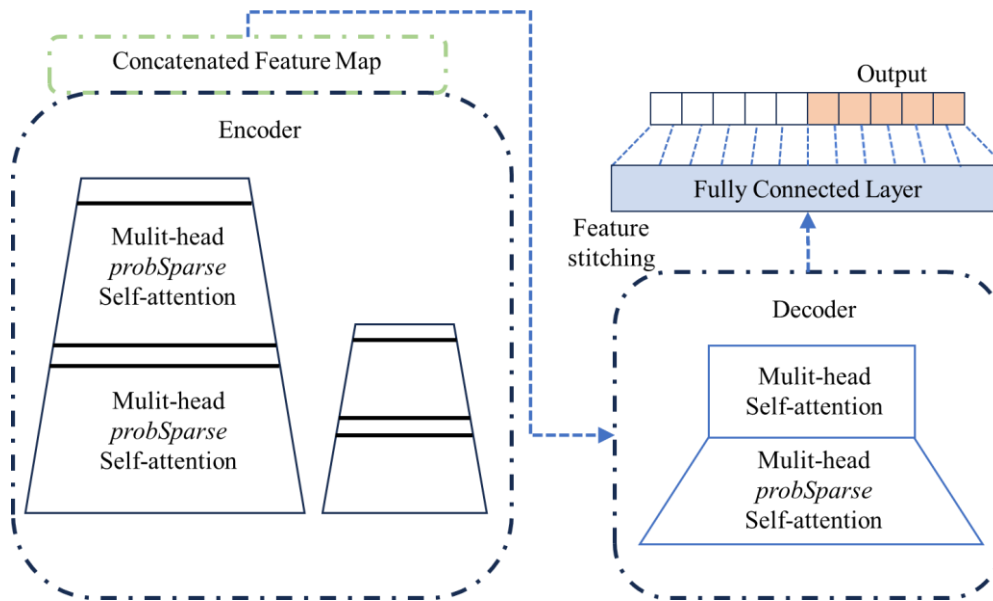 Concatenated Feature Map
Encoder
Mulit-head
probSparse
Self-attention
Mulit-head
probSparse
Self-attention
Output
Fully Connected Layer
Feature
stitching
Decoder
Mulit-head
Self-attention
Mulit-head
probSparse
Self-attention